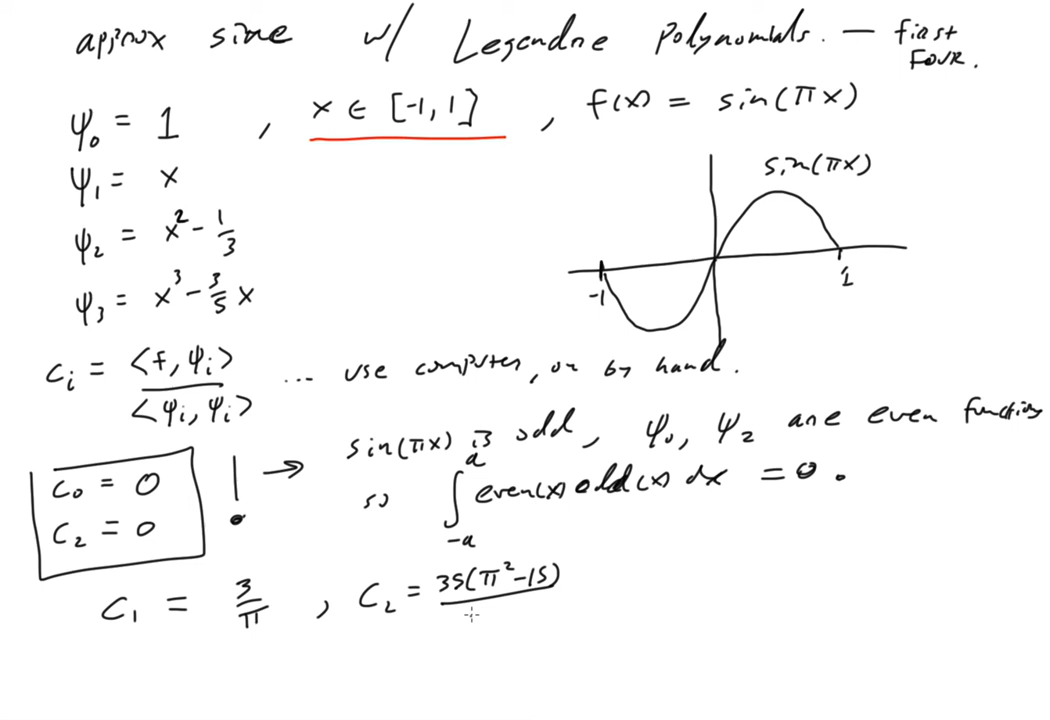 approx sine w/ Legendre Polynomials. — first FOUR.
ψ₀ = 1 , x ∈ [-1, 1] , f(x) = sin(πx)
ψ₁ = x
ψ₂ = x² - 1/3
ψ₃ = x³ - 3/5 x
sin(πx)
-1
1
cᵢ = <f, ψᵢ> / <ψᵢ, ψᵢ> ... use computer, or by hand.
c₀ = 0
c₂ = 0
! → sin(πx) is odd, ψ₀, ψ₂ are even functions
so ∫₋ₐᵃ even(x) odd(x) dx = 0 .
C₁ = 3/π , C₂ = 35(π²-15)